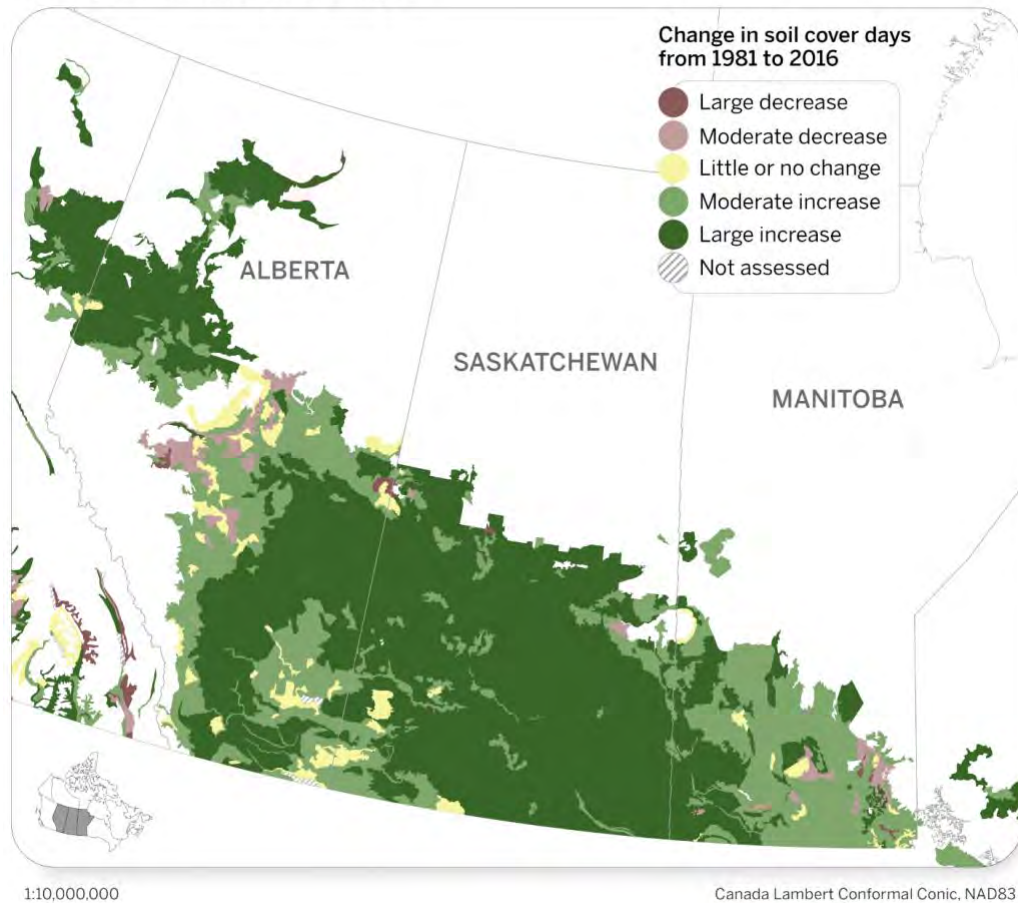 Change in soil cover days
from 1981 to 2016
Large decrease
Moderate decrease
Little or no change
Moderate increase
Large increase
Not assessed
ALBERTA
SASKATCHEWAN
MANITOBA
1:10,000,000
Canada Lambert Conformal Conic, NAD83